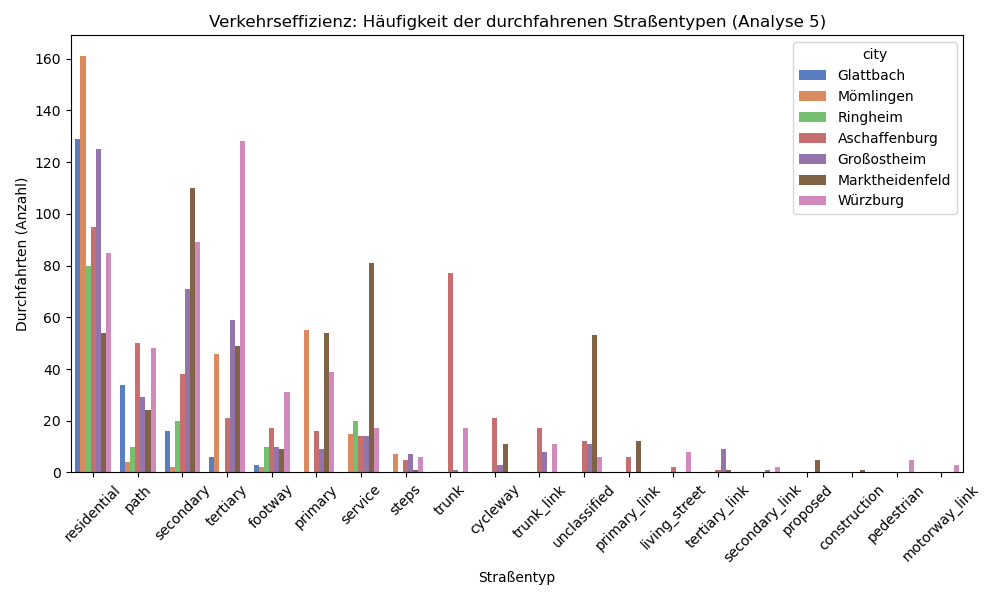 Verkehrseffizienz: Häufigkeit der durchfahrenen Straßentypen (Analyse 5)
city
Glattbach
Mömlingen
Ringheim
Aschaffenburg
Großostheim
Marktheidenfeld
Würzburg
Durchfahrten (Anzahl)
160
140
120
100
80
60
40
20
0
residential
path
secondary
tertiary
footway
primary
service
steps
trunk
cycleway
trunk_link
unclassified
primary_link
living_street
tertiary_link
secondary_link
proposed
construction
pedestrian
motorway_link
Straßentyp